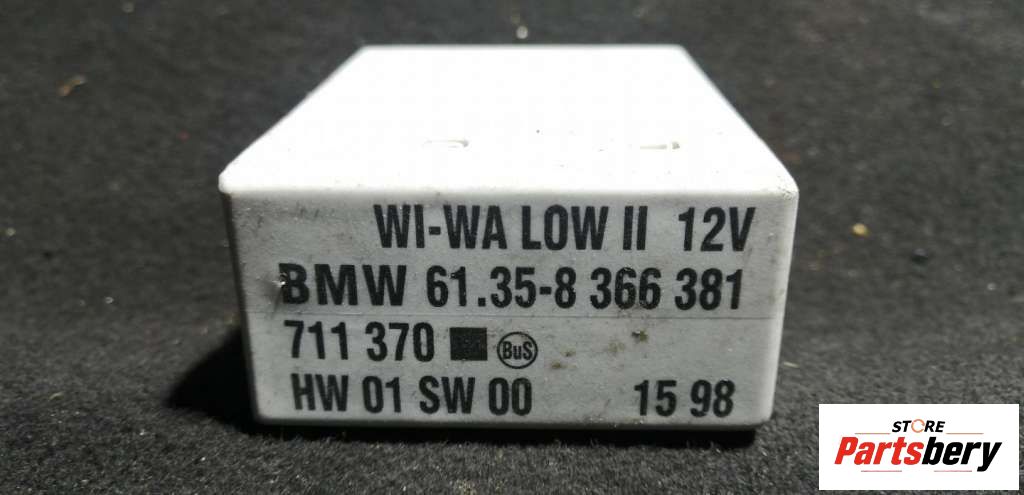 WI-WA LOW II 12V
BMW 61.35-8 366 381
711 370 BuS
HW 01 SW 00 15 98
STORE
Partsbery